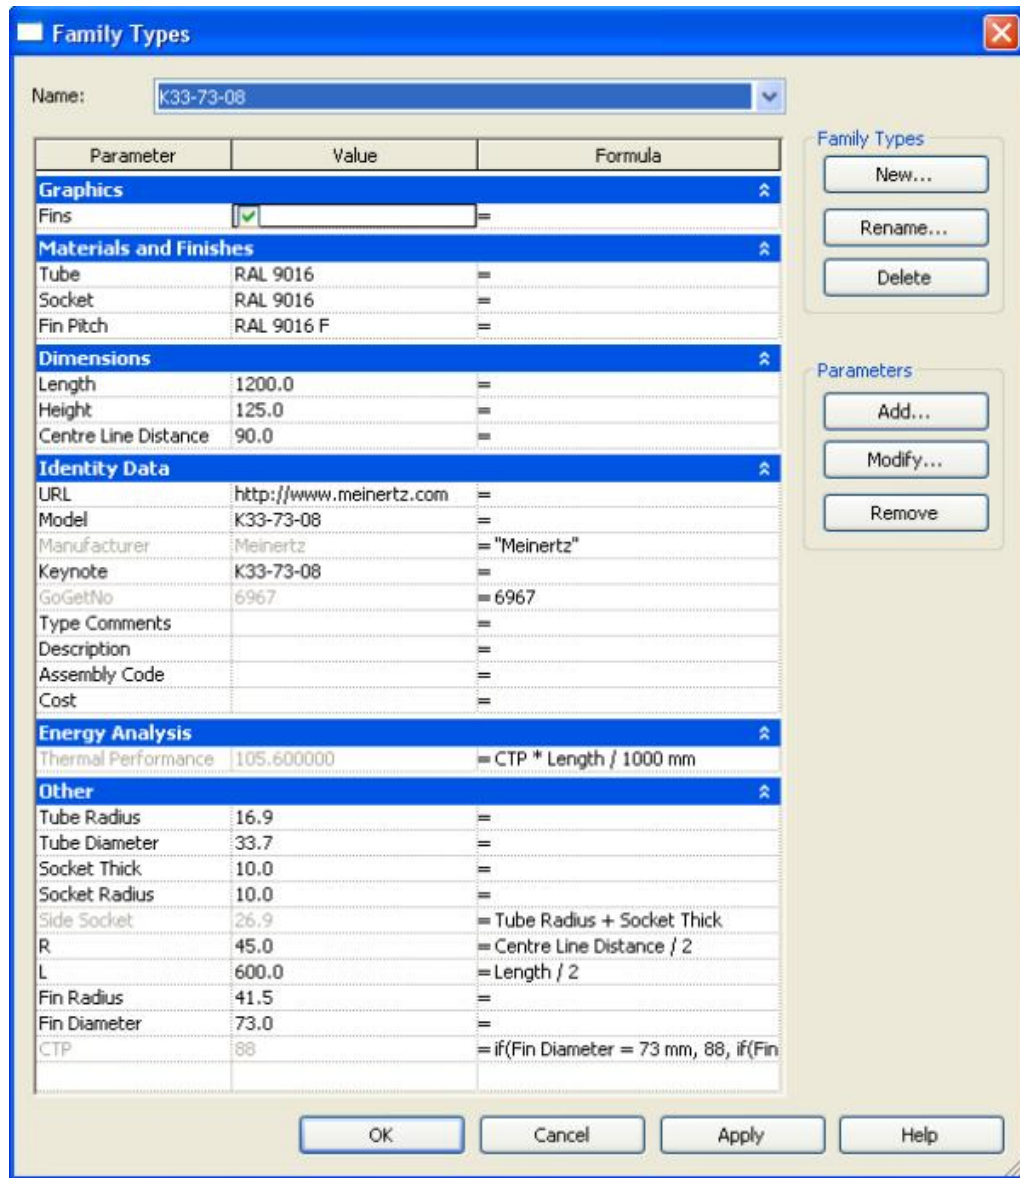 Family Types
Name: K33-73-08
Parameter Value Formula
Graphics
Fins =
Materials and Finishes
Tube RAL 9016 =
Socket RAL 9016 =
Fin Pitch RAL 9016 F =
Dimensions
Length 1200.0 =
Height 125.0 =
Centre Line Distance 90.0 =
Identity Data
URL http://www.meinertz.com =
Model K33-73-08 =
Manufacturer Meinertz = "Meinertz"
Keynote K33-73-08 =
GoGetNo 6967 = 6967
Type Comments =
Description =
Assembly Code =
Cost =
Energy Analysis
Thermal Performance 105.600000 = CTP * Length / 1000 mm
Other
Tube Radius 16.9 =
Tube Diameter 33.7 =
Socket Thick 10.0 =
Socket Radius 10.0 =
Side Socket 26.9 = Tube Radius + Socket Thick
R 45.0 = Centre Line Distance / 2
L 600.0 = Length / 2
Fin Radius 41.5 =
Fin Diameter 73.0 =
CTP 88 = if(Fin Diameter = 73 mm, 88, if(Fin
Family Types
New...
Rename...
Delete
Parameters
Add...
Modify...
Remove
OK Cancel Apply Help